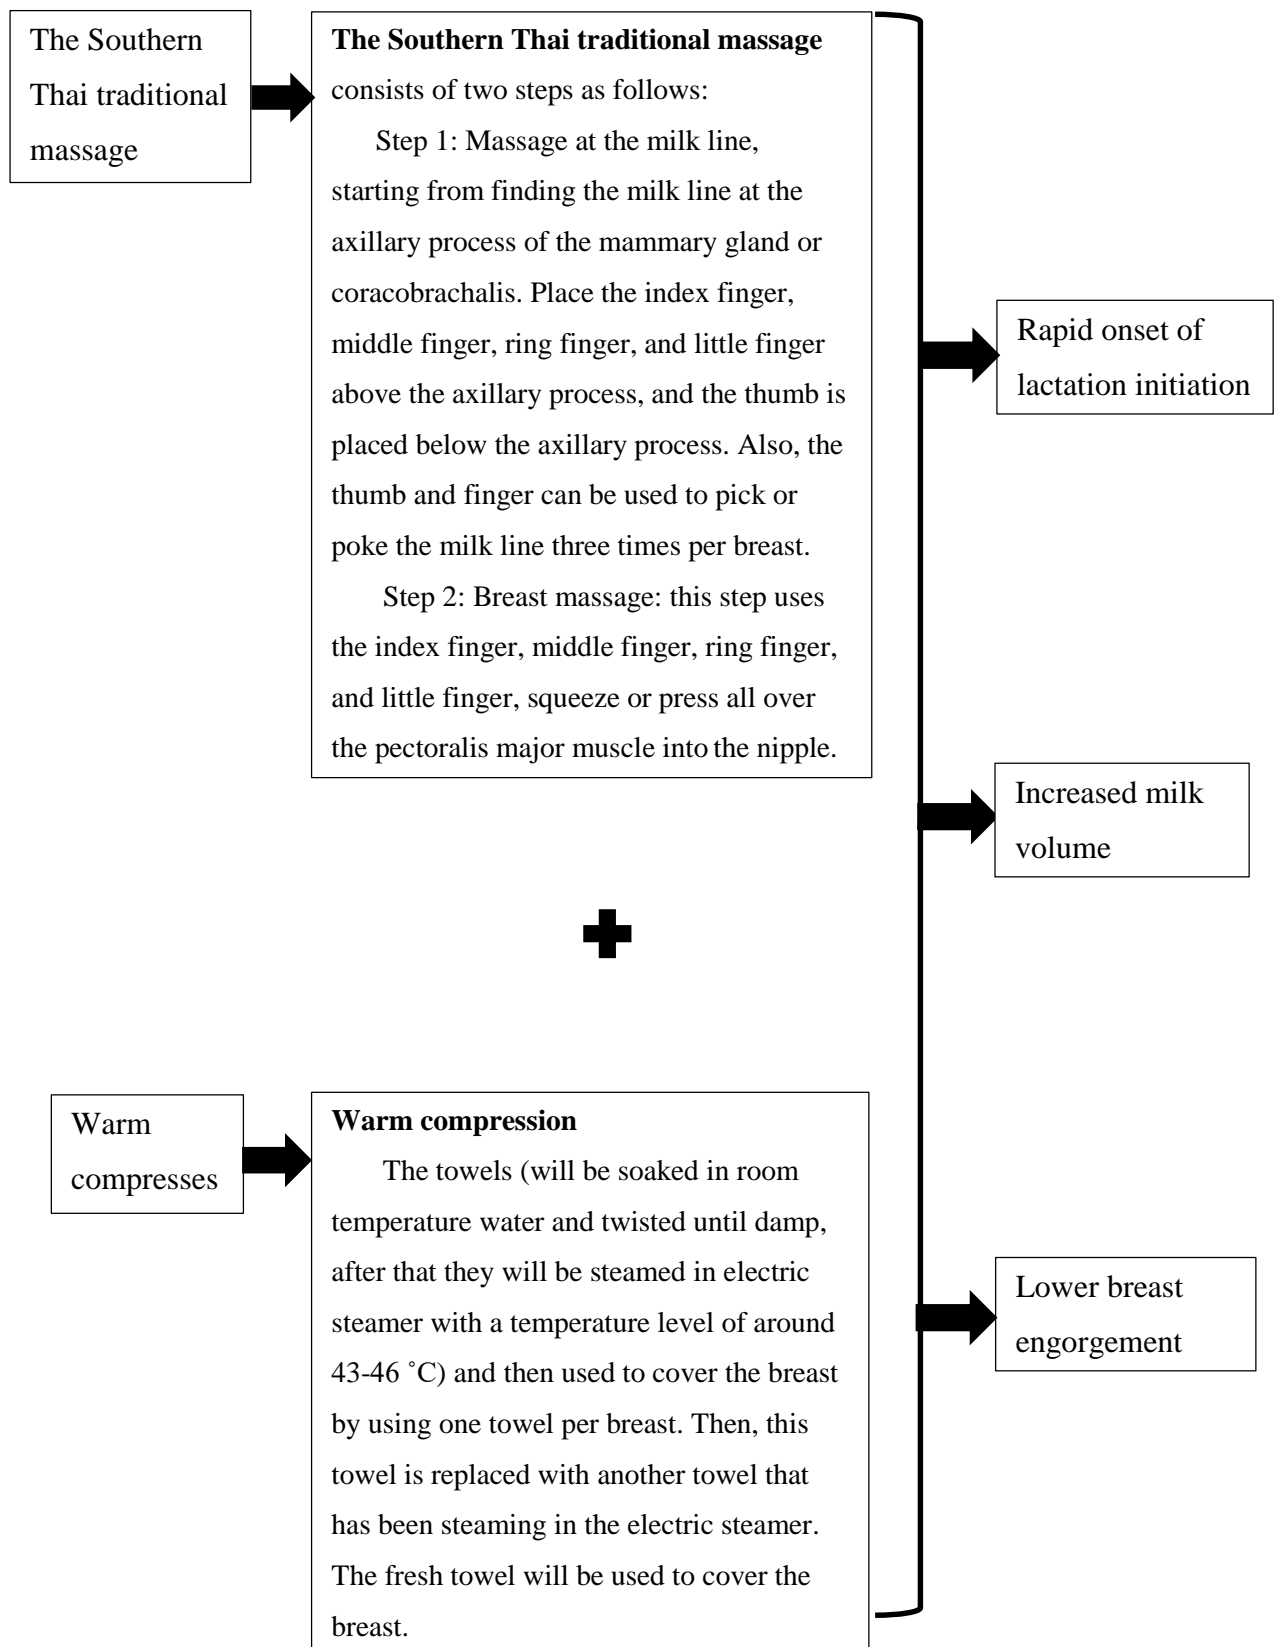 The Southern
Thai traditional
massage
The Southern Thai traditional massage
consists of two steps as follows:
Step 1: Massage at the milk line,
starting from finding the milk line at the
axillary process of the mammary gland or
coracobrachalis. Place the index finger,
middle finger, ring finger, and little finger
above the axillary process, and the thumb is
placed below the axillary process. Also, the
thumb and finger can be used to pick or
poke the milk line three times per breast.
Step 2: Breast massage: this step uses
the index finger, middle finger, ring finger,
and little finger, squeeze or press all over
the pectoralis major muscle into the nipple.
Warm
compresses
Warm compression
The towels (will be soaked in room
temperature water and twisted until damp,
after that they will be steamed in electric
steamer with a temperature level of around
43-46 ˚C) and then used to cover the breast
by using one towel per breast. Then, this
towel is replaced with another towel that
has been steaming in the electric steamer.
The fresh towel will be used to cover the
breast.
Rapid onset of
lactation initiation
Increased milk
volume
Lower breast
engorgement